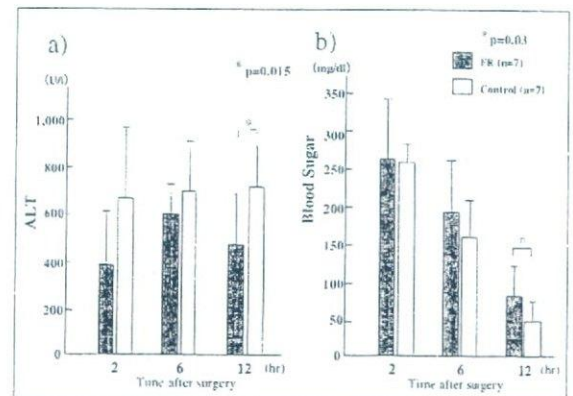 a)
(U/l)
* p=0.015
1,000
800
600
400
200
0
ALT
2 6 12 (hr)
Time after surgery
b)
(mg/dl)
* p=0.03
FR (n=7)
Control (n=7)
350
300
250
200
150
100
50
0
Blood Sugar
2 6 12 (hr)
Time after surgery